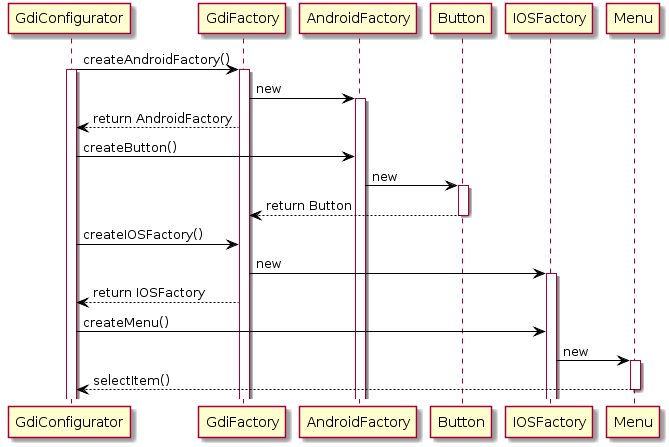 GdiConfigurator GdiFactory AndroidFactory Button IOSFactory Menu
createAndroidFactory()
new
return AndroidFactory
createButton()
new
return Button
createIOSFactory()
new
return IOSFactory
createMenu()
new
selectItem()
GdiConfigurator GdiFactory AndroidFactory Button IOSFactory Menu